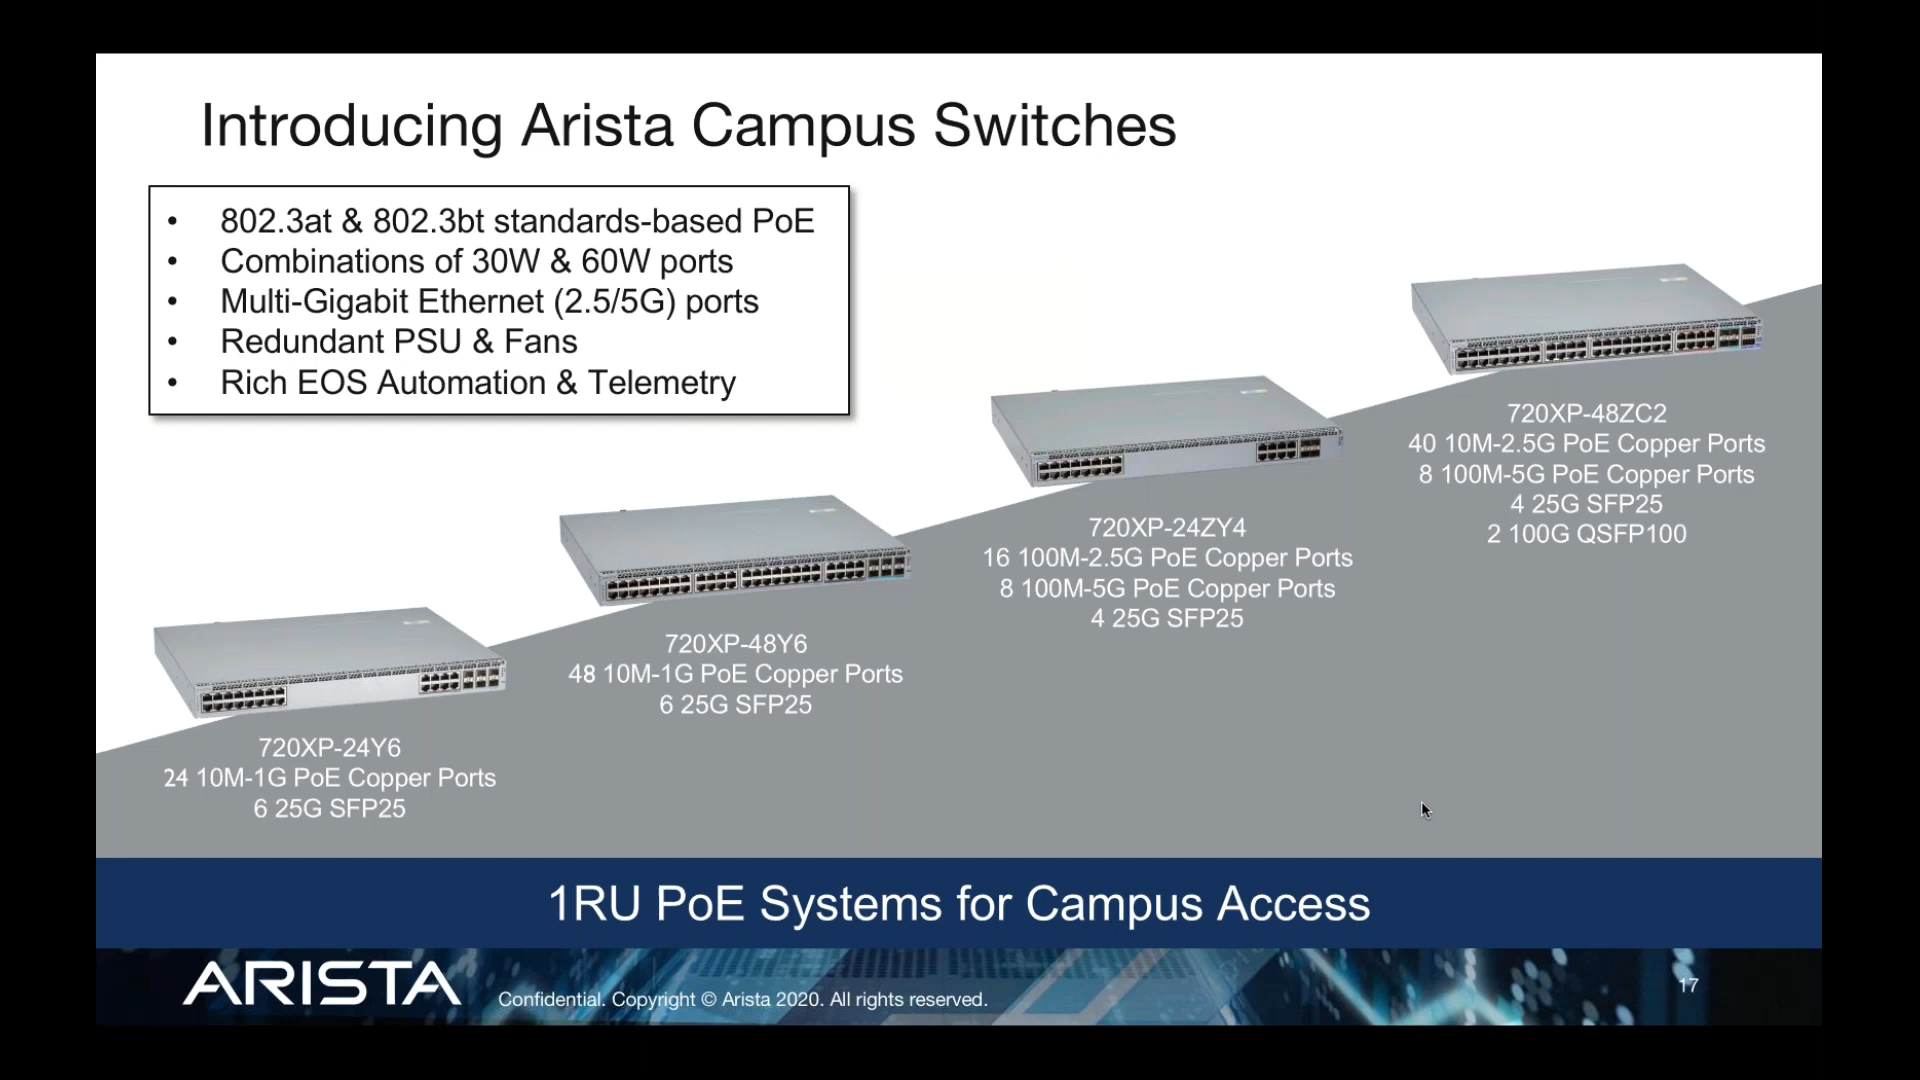 Introducing Arista Campus Switches
• 802.3at & 802.3bt standards-based PoE
• Combinations of 30W & 60W ports
• Multi-Gigabit Ethernet (2.5/5G) ports
• Redundant PSU & Fans
• Rich EOS Automation & Telemetry
720XP-24Y6
24 10M-1G PoE Copper Ports
6 25G SFP25
720XP-48Y6
48 10M-1G PoE Copper Ports
6 25G SFP25
720XP-24ZY4
16 100M-2.5G PoE Copper Ports
8 100M-5G PoE Copper Ports
4 25G SFP25
720XP-48ZC2
40 10M-2.5G PoE Copper Ports
8 100M-5G PoE Copper Ports
4 25G SFP25
2 100G QSFP100
1RU PoE Systems for Campus Access
ARISTA
Confidential. Copyright © Arista 2020. All rights reserved.
17